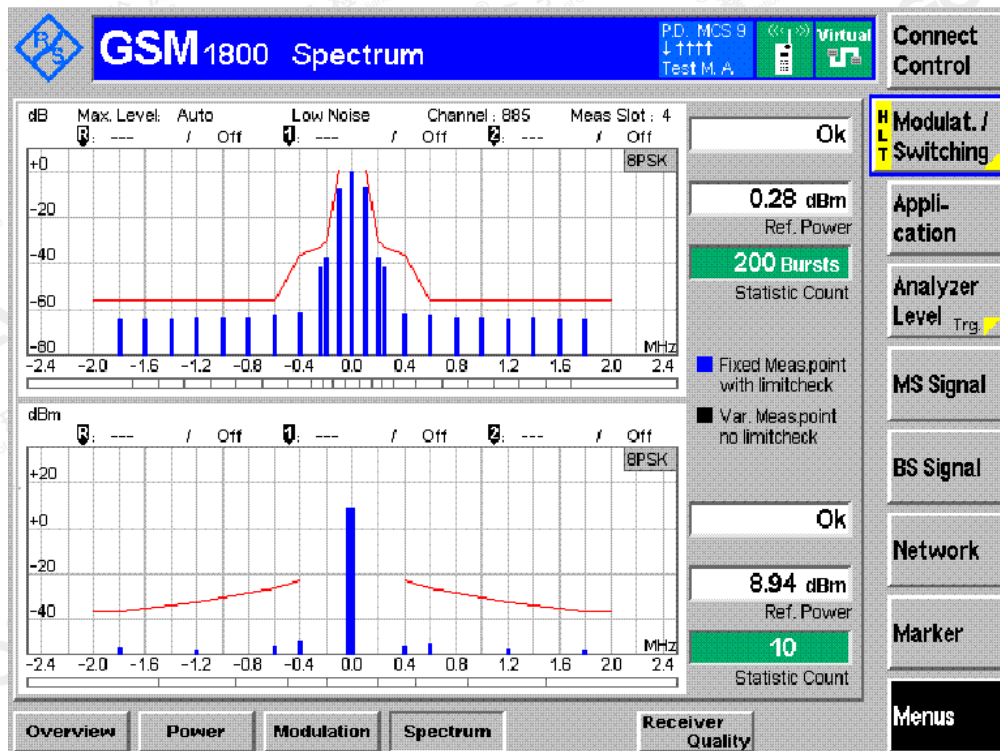 R&S
GSM 1800 Spectrum
P.D. MCS 9
↓ ↑↑↑↑
Test M. A.
Virtual
Connect
Control
dB Max. Level: Auto Low Noise Channel : 885 Meas Slot : 4
R: --- / Off 1: --- / Off 2: --- / Off
8PSK
+0
-20
-40
-60
-80
MHz
-2.4 -2.0 -1.6 -1.2 -0.8 -0.4 0.0 0.4 0.8 1.2 1.6 2.0 2.4
Ok
0.28 dBm
Ref. Power
200 Bursts
Statistic Count
Fixed Meas.point
with limitcheck
Var. Meas.point
no limitcheck
dBm
R: --- / Off 1: --- / Off 2: --- / Off
8PSK
+20
+0
-20
-40
MHz
-2.4 -2.0 -1.6 -1.2 -0.8 -0.4 0.0 0.4 0.8 1.2 1.6 2.0 2.4
Ok
8.94 dBm
Ref. Power
10
Statistic Count
HLT
Modulat. /
Switching
Appli-
cation
Analyzer
Level Trg.
MS Signal
BS Signal
Network
Marker
Menus
Overview Power Modulation Spectrum Receiver
Quality